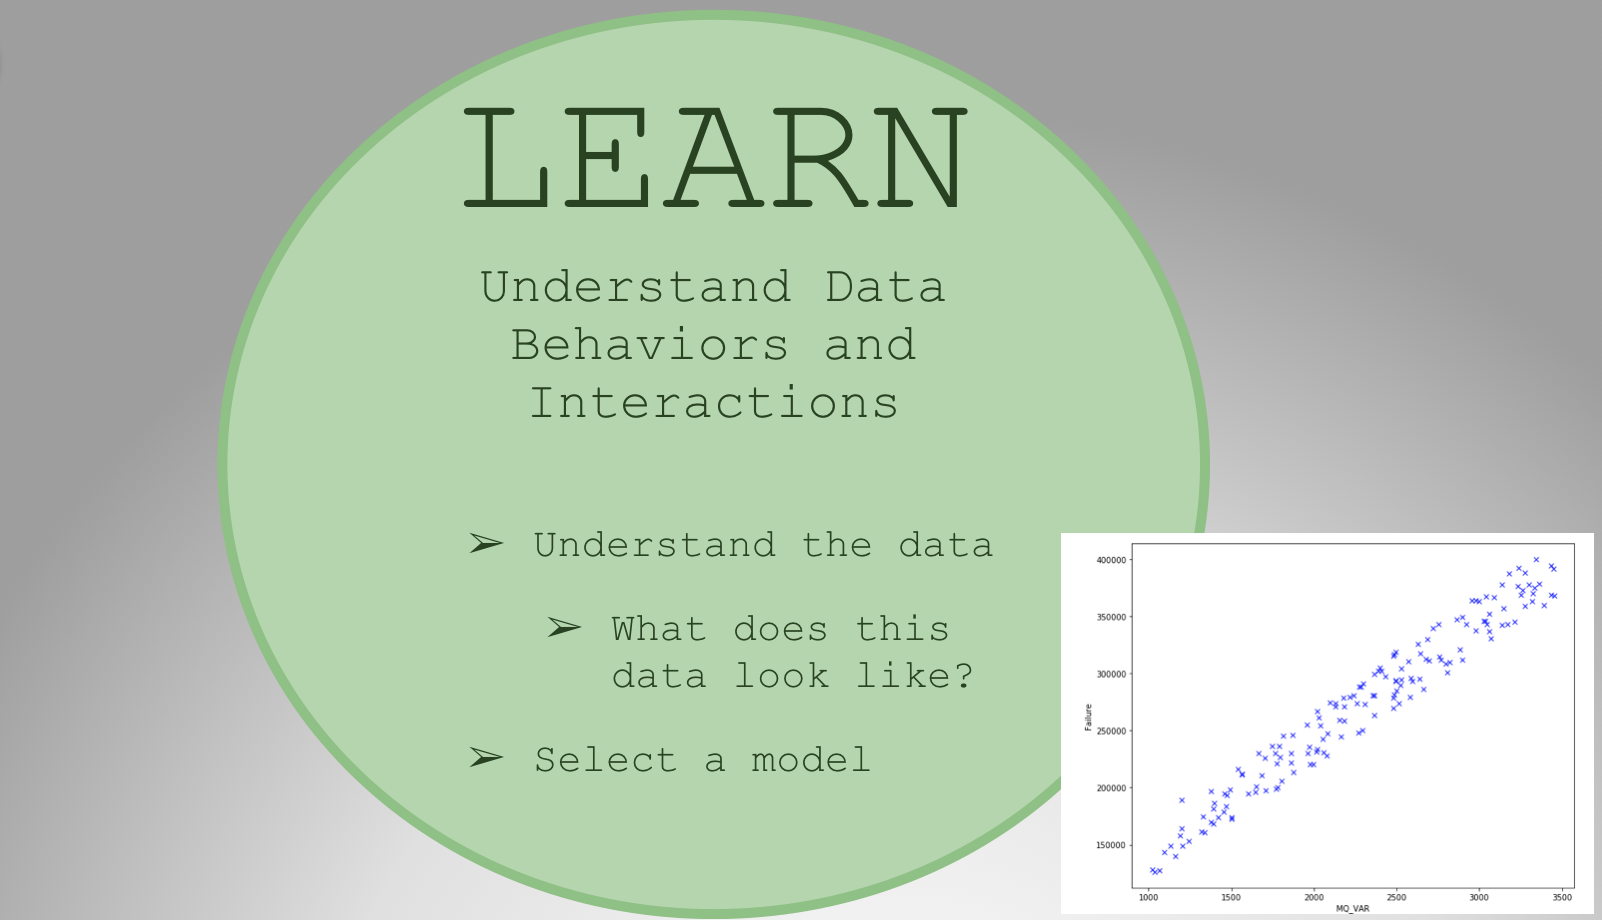 LEARN
Understand Data
Behaviors and
Interactions
➢ Understand the data
➢ What does this
data look like?
➢ Select a model
400000
350000
300000
250000
200000
150000
Failure
1000 1500 2000 2500 3000 3500
MQ_VAR